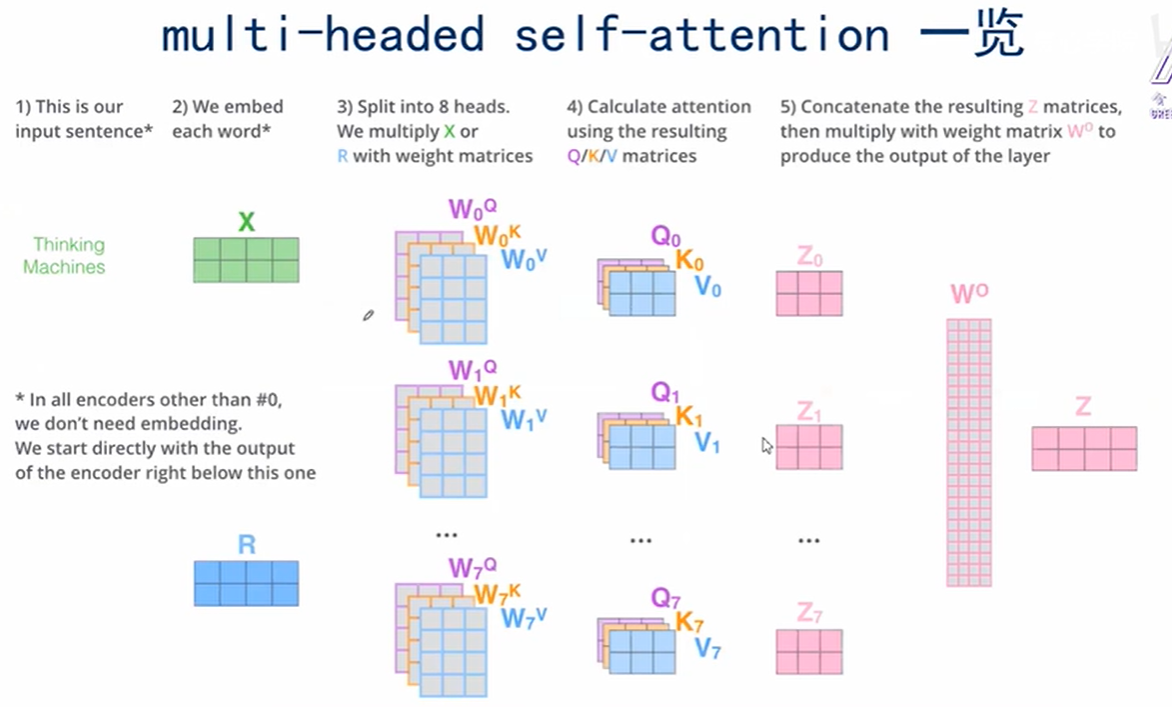 multi-headed self-attention 一览
1) This is our
input sentence*
2) We embed
each word*
3) Split into 8 heads.
We multiply X or
R with weight matrices
4) Calculate attention
using the resulting
Q/K/V matrices
5) Concatenate the resulting Z matrices,
then multiply with weight matrix Wᴼ to
produce the output of the layer
Thinking
Machines
X
W₀Q
W₀K
W₀V
Q₀
K₀
V₀
Z₀
Wᴼ
* In all encoders other than #0,
we don’t need embedding.
We start directly with the output
of the encoder right below this one
W₁Q
W₁K
W₁V
Q₁
K₁
V₁
Z₁
Z
...
...
...
R
W₇Q
W₇K
W₇V
Q₇
K₇
V₇
Z₇